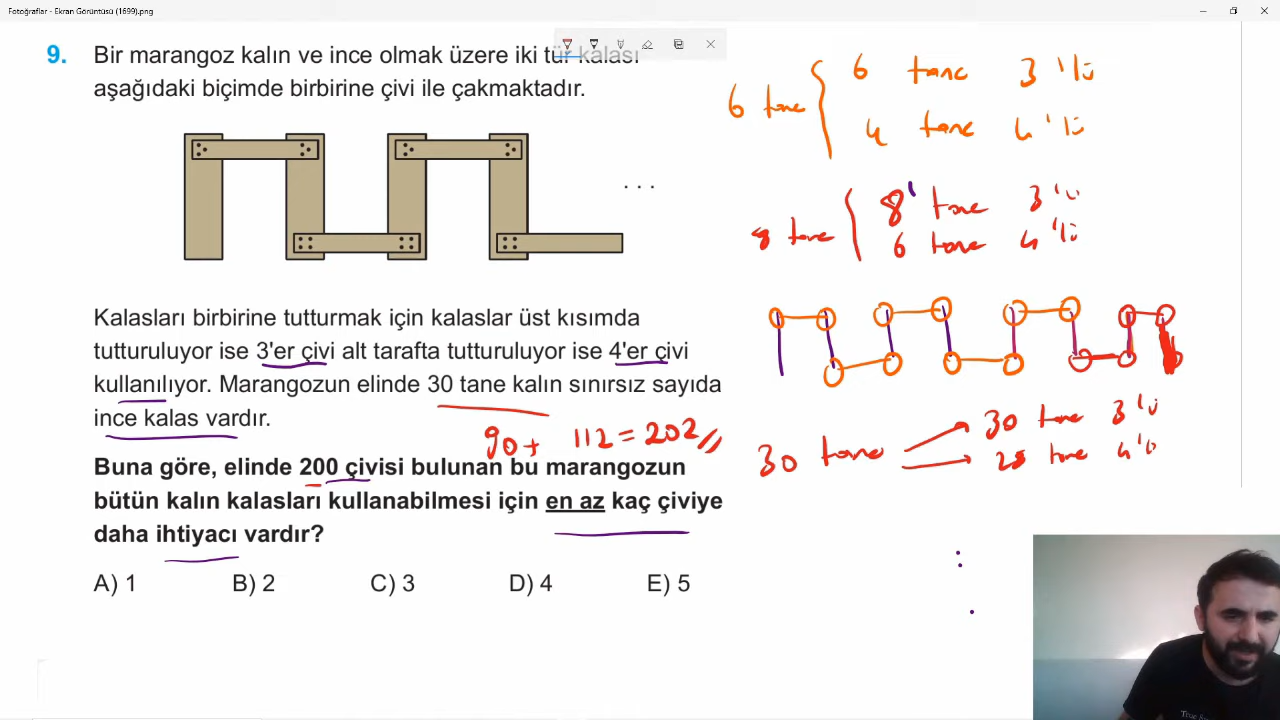 Fotoğraflar - Ekran Görüntüsü (1699).png
9. Bir marangoz kalın ve ince olmak üzere iki tür kalası
aşağıdaki biçimde birbirine çivi ile çakmaktadır.
. . .
Kalasları birbirine tutturmak için kalaslar üst kısımda
tutturuluyor ise 3'er çivi alt tarafta tutturuluyor ise 4'er çivi
kullanılıyor. Marangozun elinde 30 tane kalın sınırsız sayıda
ince kalas vardır.
90 + 112 = 202
Buna göre, elinde 200 çivisi bulunan bu marangozun
bütün kalın kalasları kullanabilmesi için en az kaç çiviye
daha ihtiyacı vardır?
A) 1 B) 2 C) 3 D) 4 E) 5
6 tane
6 tane 3'lü
4 tane 4'lü
8 tane
8 tane 3'lü
6 tane 4'lü
30 tane
30 tane 3'lü
tane 4'lü